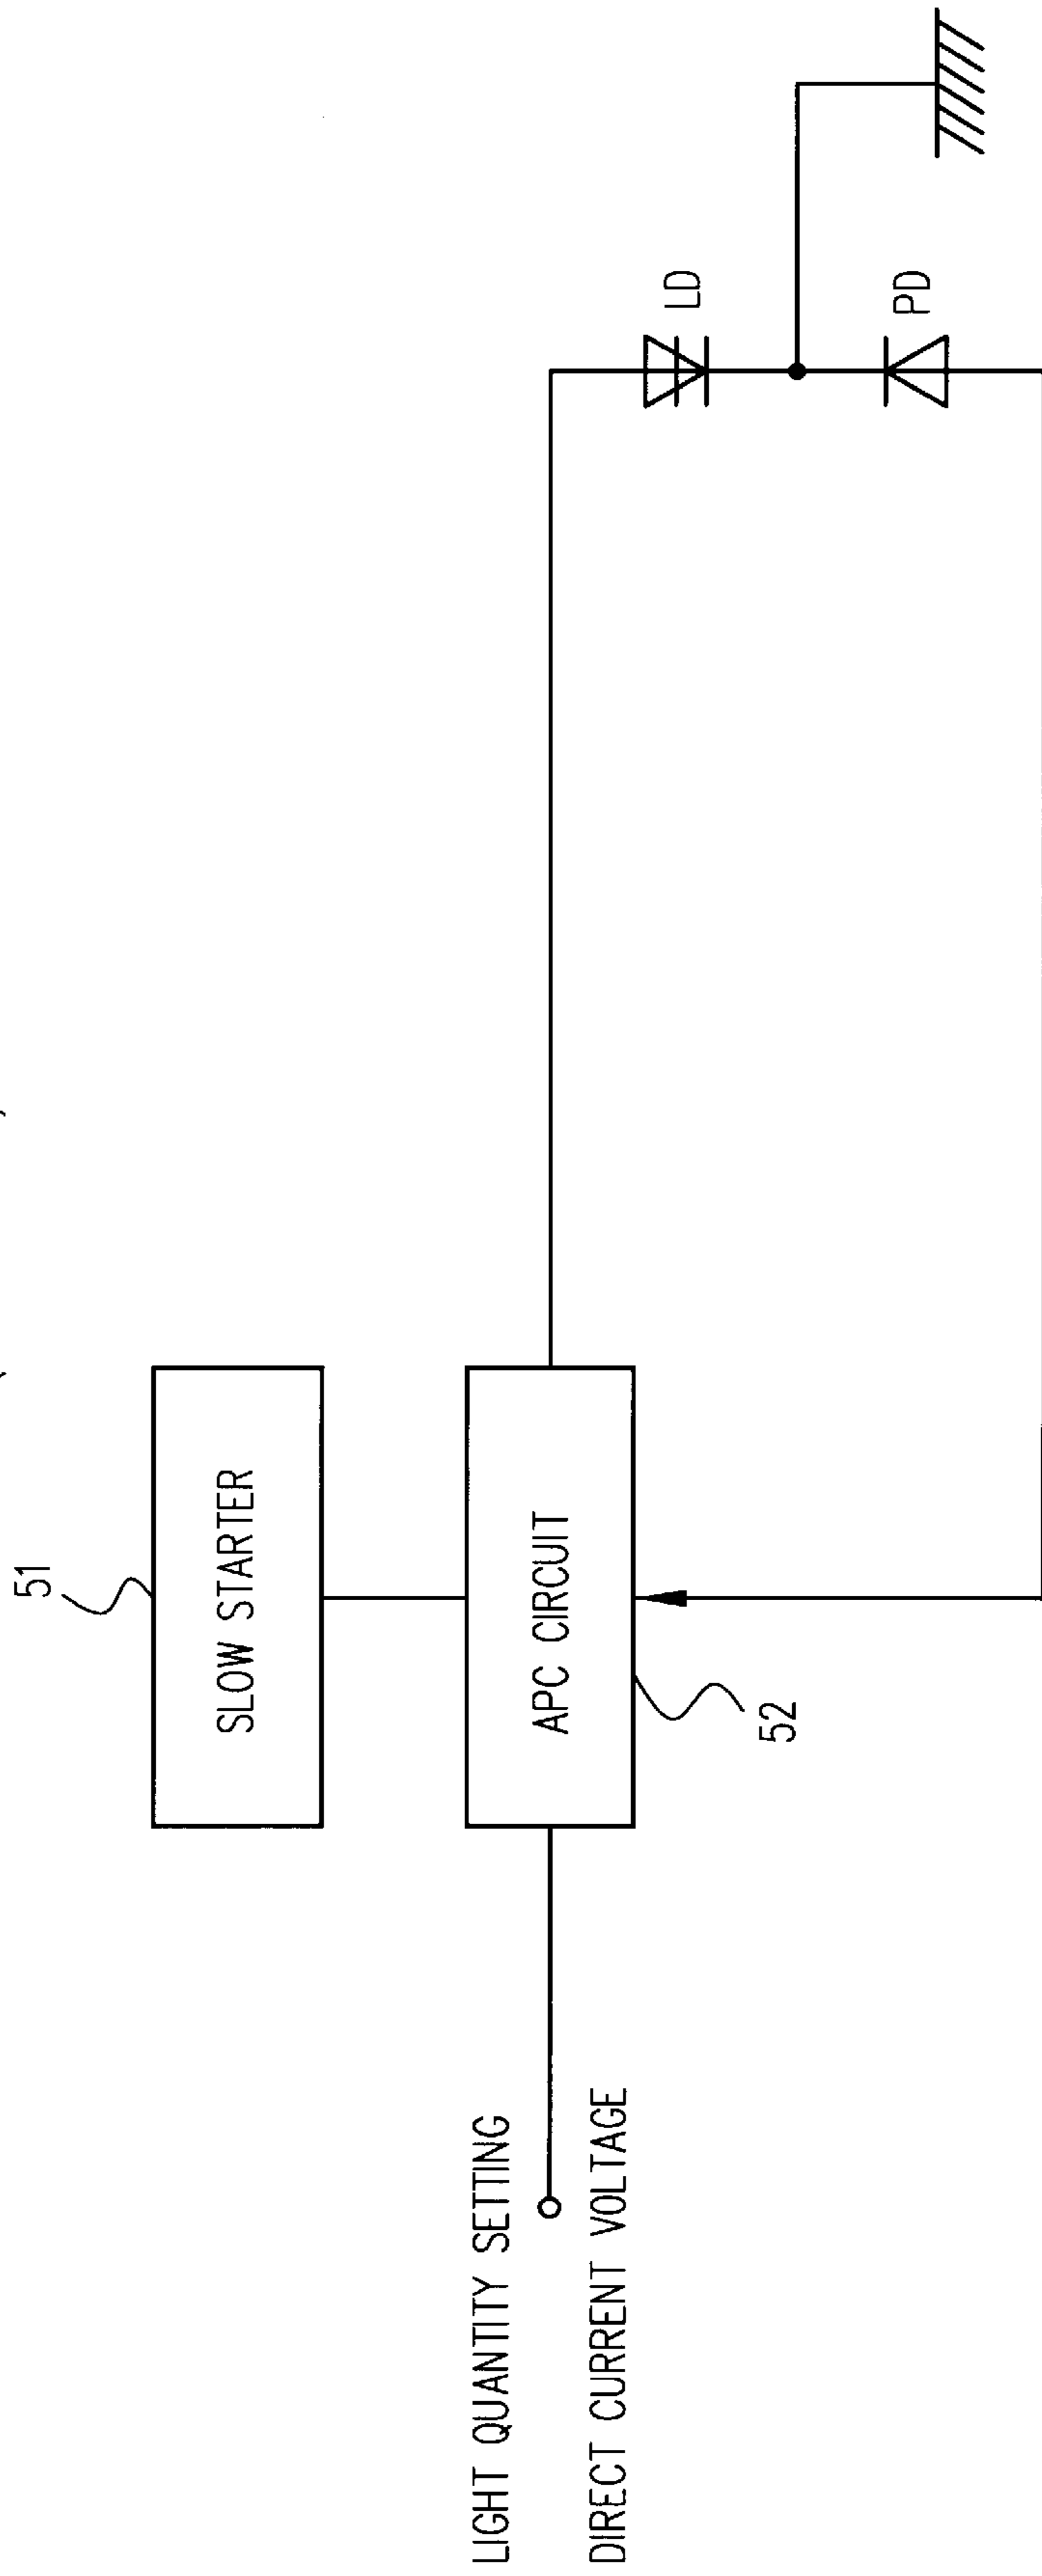 51
SLOW STARTER
LIGHT QUANTITY SETTING
APC CIRCUIT
DIRECT CURRENT VOLTAGE
52
LD
PD